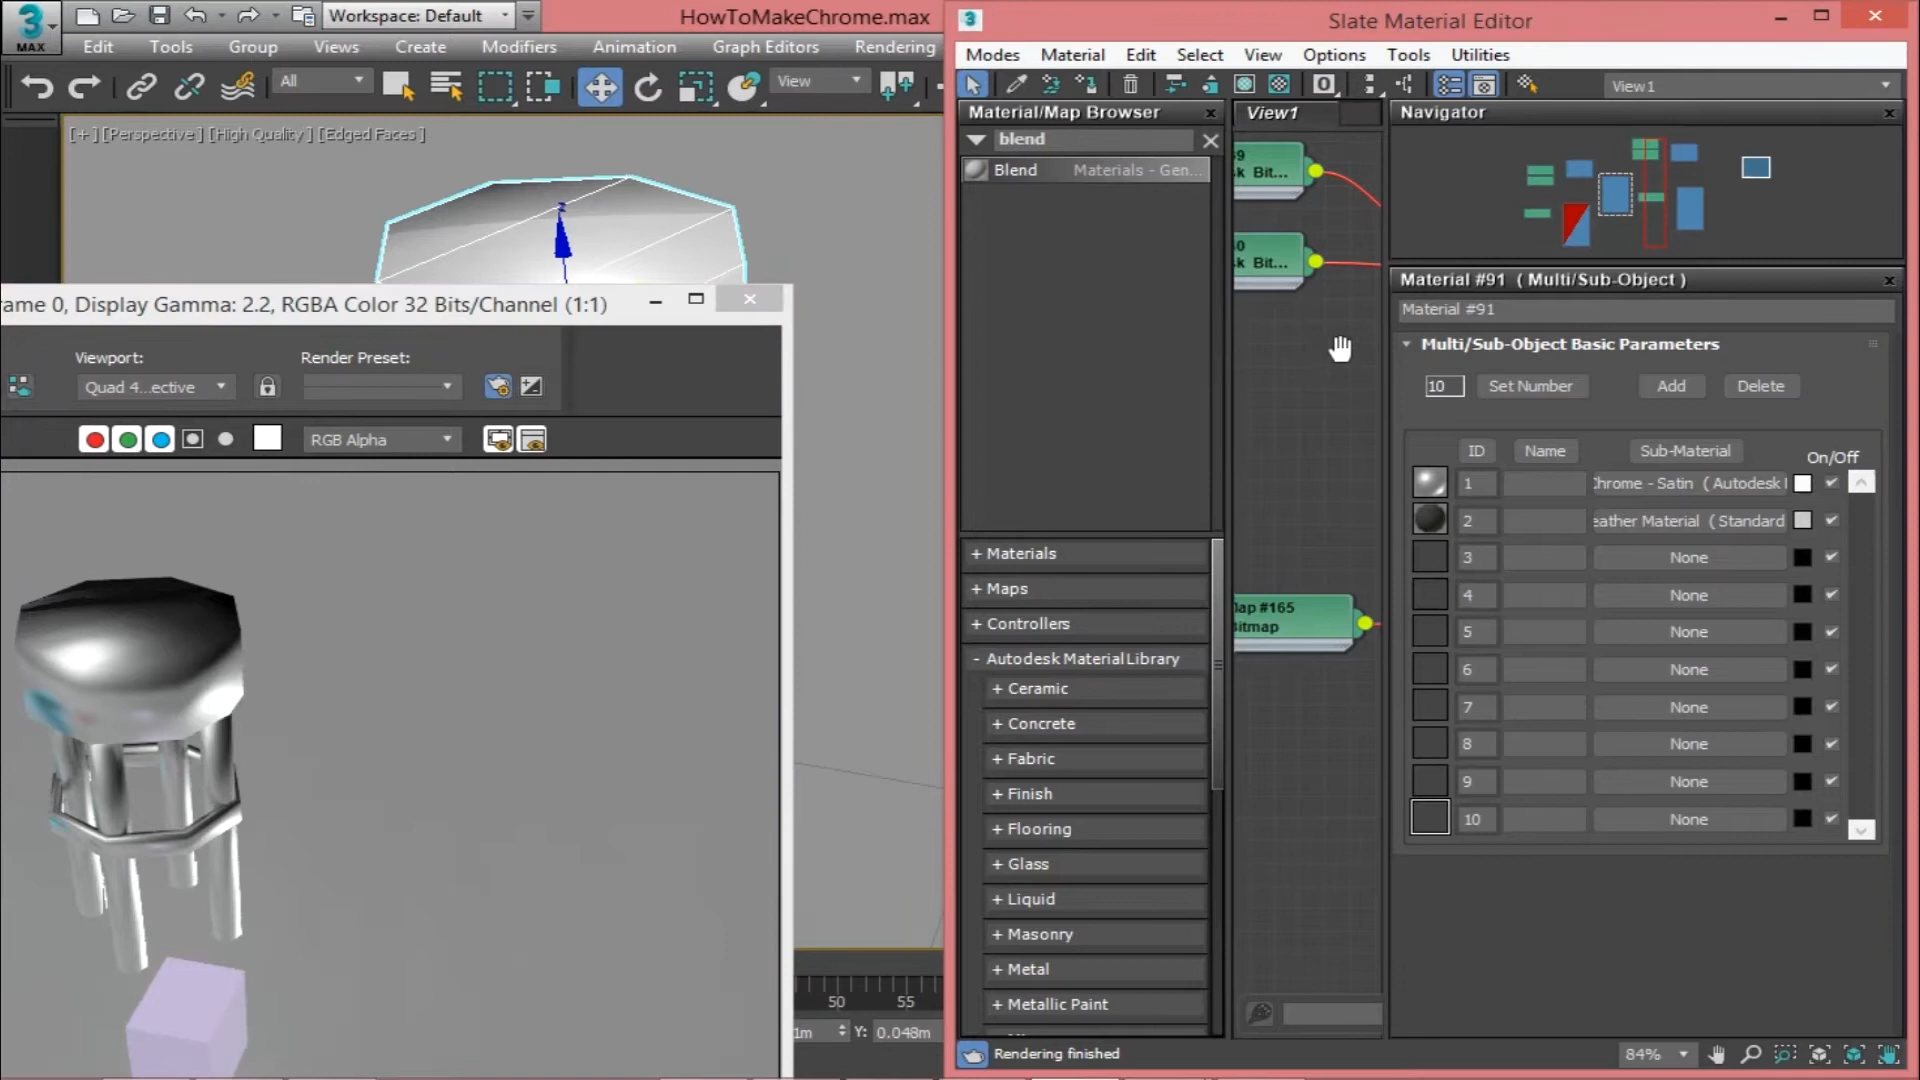 3
MAX
Workspace: Default
HowToMakeChrome.max
Edit Tools Group Views Create Modifiers Animation Graph Editors Rendering
All
View
[+] [Perspective] [High Quality] [Edged Faces]
z
ame 0, Display Gamma: 2.2, RGBA Color 32 Bits/Channel (1:1)
Viewport:
Render Preset:
Quad 4...ective
RGB Alpha
50 55
1m Y: 0.048m
3
Slate Material Editor
Modes Material Edit Select View Options Tools Utilities
View1
Material/Map Browser
blend
Blend Materials - Gen...
+ Materials
+ Maps
+ Controllers
- Autodesk Material Library
+ Ceramic
+ Concrete
+ Fabric
+ Finish
+ Flooring
+ Glass
+ Liquid
+ Masonry
+ Metal
+ Metallic Paint
View1
k Bit...
k Bit...
Map #165
Bitmap
Navigator
Material #91 ( Multi/Sub-Object )
Material #91
Multi/Sub-Object Basic Parameters
10 Set Number Add Delete
ID Name Sub-Material On/Off
1 Chrome - Satin ( Autodesk
2 eather Material ( Standard
3 None
4 None
5 None
6 None
7 None
8 None
9 None
10 None
Rendering finished
84%